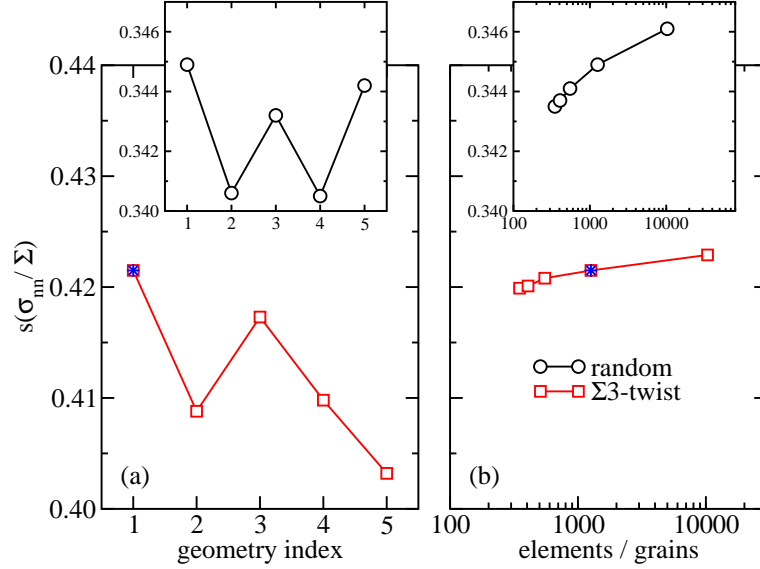 0.346
0.344
0.342
0.340
1 2 3 4 5
0.346
0.344
0.342
0.340
100 1000 10000
0.44
0.43
0.42
0.41
0.40
s(σnn/ Σ)
(a)
1 2 3 4 5
geometry index
random
Σ3-twist
(b)
100 1000 10000
elements / grains